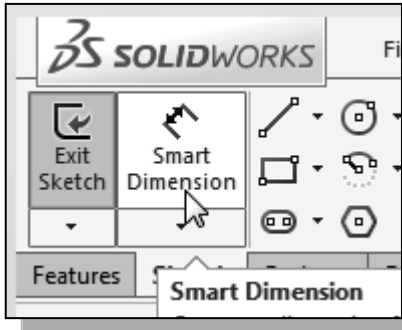 SOLIDWORKS
Fi
Exit
Sketch
Smart
Dimension
Features
Smart Dimension